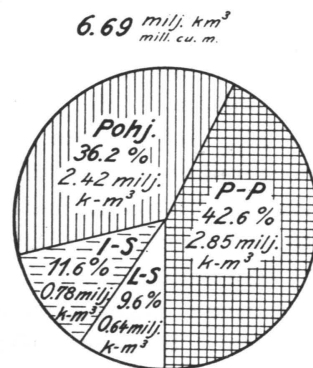 6.69 milj. km³
mill. cu. m.
Pohj.
36.2 %
2.42 milj.
k-m³
P-P
42.6 %
2.85 milj.
k-m³
I-S
11.6%
0.78 milj.
k-m³
L-S
9.6%
0.64 milj.
k-m³